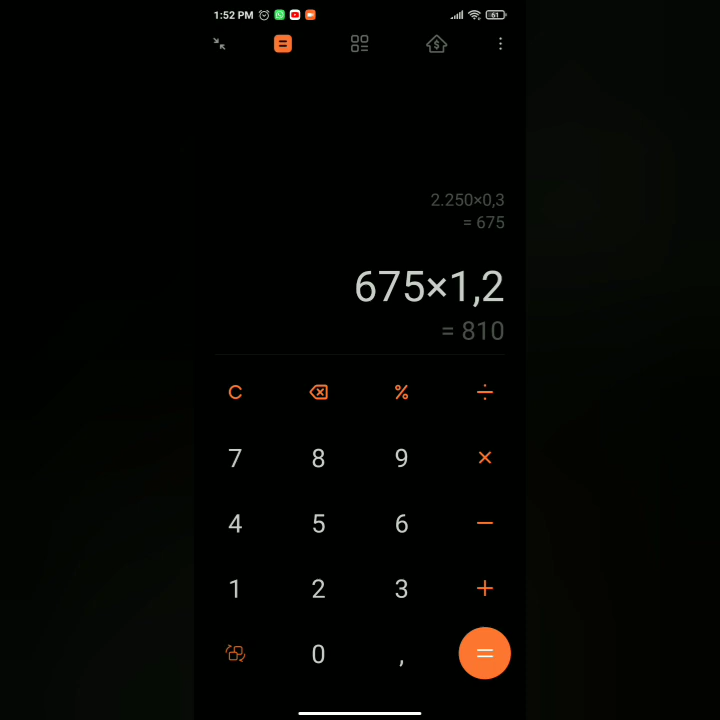 1:52 PM 61
2.250×0,3
= 675
675×1,2
= 810
C % ÷
7 8 9 ×
4 5 6 −
1 2 3 +
0 , =